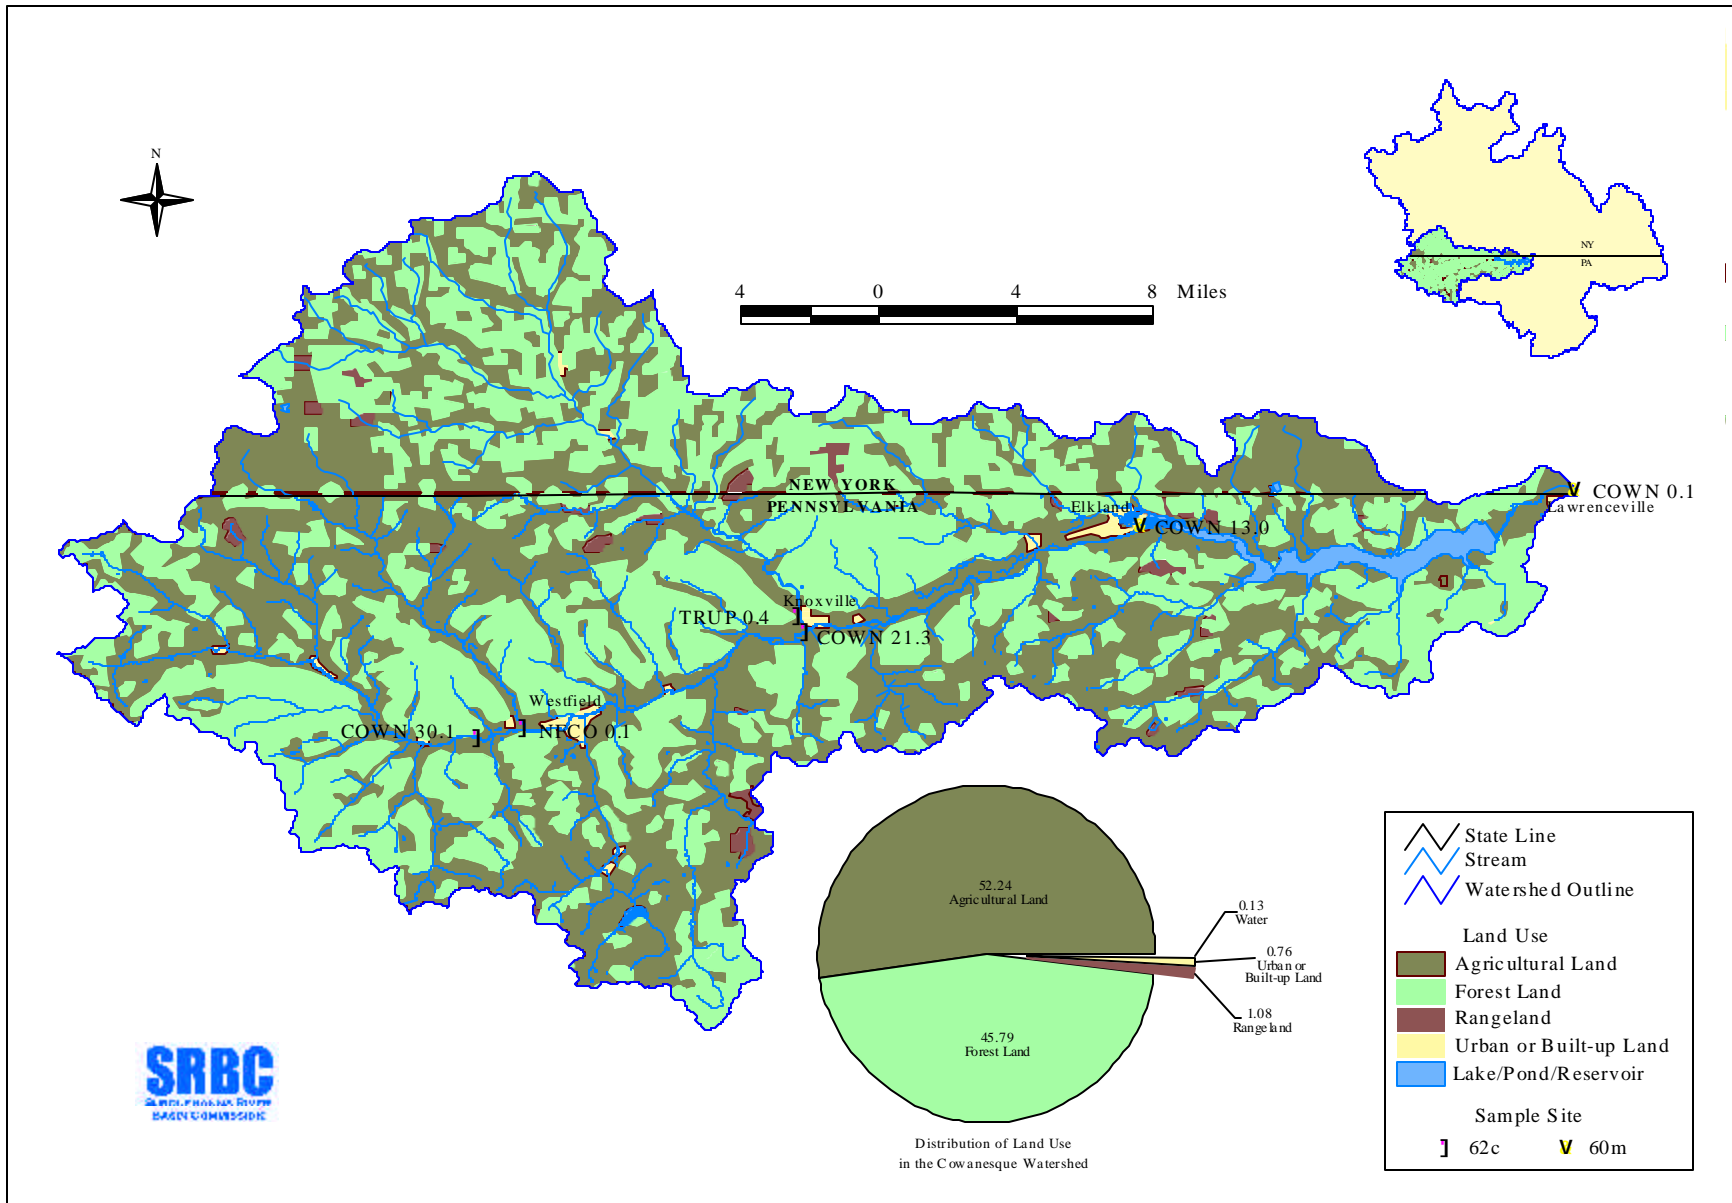 N
4 0 4 8 Miles
NY
PA
NEW YORK
PENNSYLVANIA
Elkland
COWN 0.1
Lawrenceville
COWN 13.0
Knoxville
TRUP 0.4
COWN 21.3
Westfield
COWN 30.1
NFCO 0.1
52.24
Agricultural Land
0.13
Water
0.76
Urban or
Built-up Land
1.08
Rangeland
45.79
Forest Land
Distribution of Land Use
in the Cowanesque Watershed
State Line
Stream
Watershed Outline
Land Use
Agricultural Land
Forest Land
Rangeland
Urban or Built-up Land
Lake/Pond/Reservoir
Sample Site
62c
60m
SRBC
SUSQUEHANNA RIVER
BASIN COMMISSION